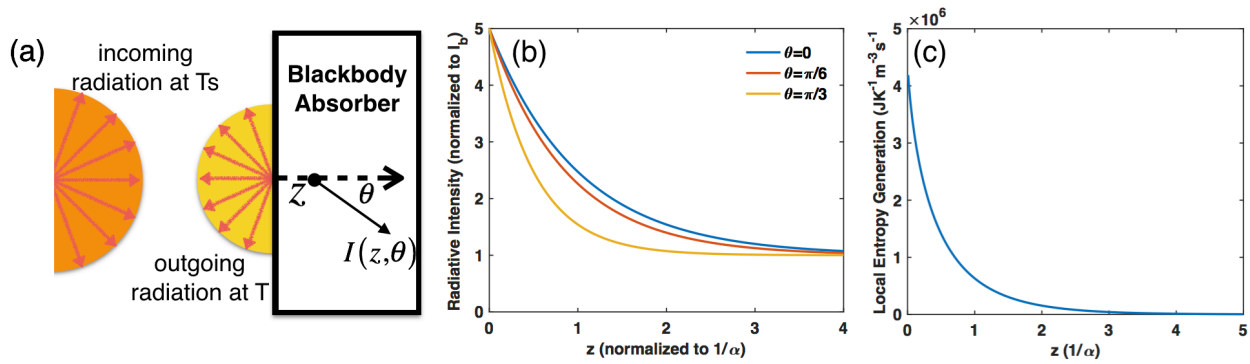 (a)
incoming
radiation at Ts
outgoing
radiation at T
Blackbody
Absorber
z
θ
I(z,θ)
(b)
Radiative Intensity (normalized to I_b)
5
4
3
2
1
0
θ=0
θ=π/6
θ=π/3
0 1 2 3 4
z (normalized to 1/α)
(c)
×10⁶
Local Entropy Generation (JK⁻¹m⁻³s⁻¹)
5
4
3
2
1
0
0 1 2 3 4 5
z (1/α)